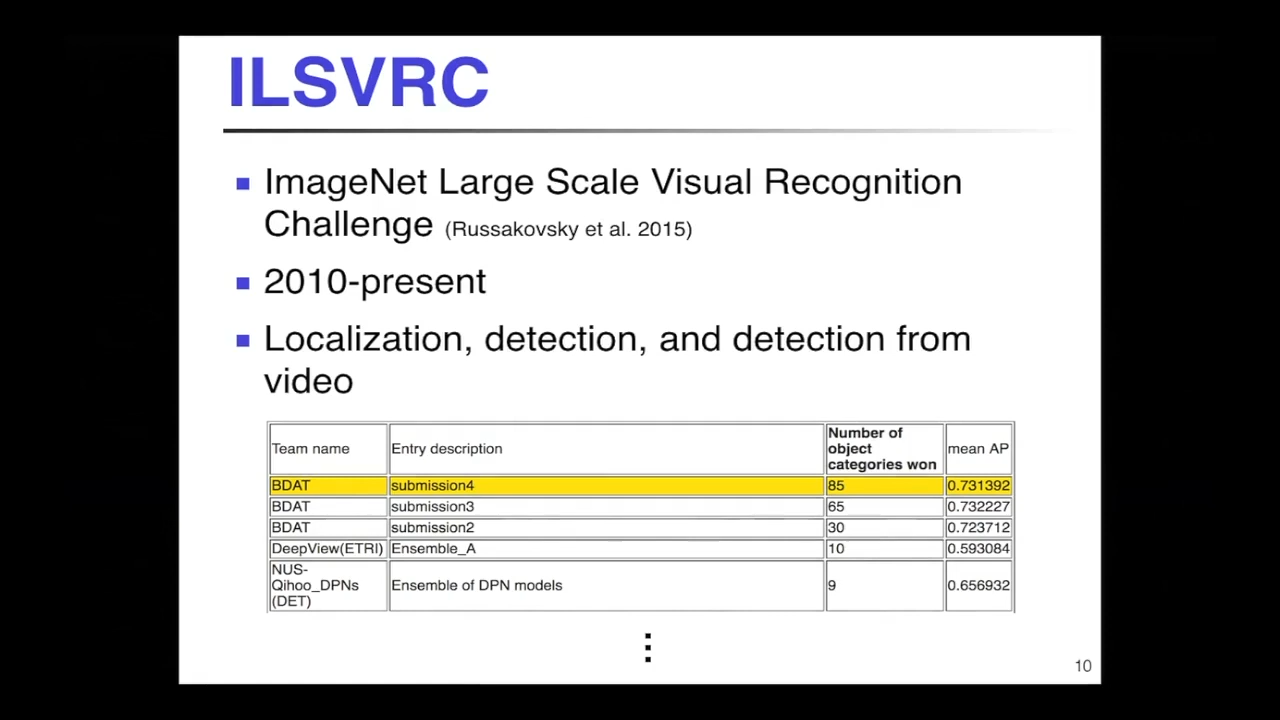 ILSVRC
ImageNet Large Scale Visual Recognition
Challenge (Russakovsky et al. 2015)
2010-present
Localization, detection, and detection from
video
Team name Entry description Number of object categories won mean AP
BDAT submission4 85 0.731392
BDAT submission3 65 0.732227
BDAT submission2 30 0.723712
DeepView(ETRI) Ensemble_A 10 0.593084
NUS-Qihoo_DPNs (DET) Ensemble of DPN models 9 0.656932
10